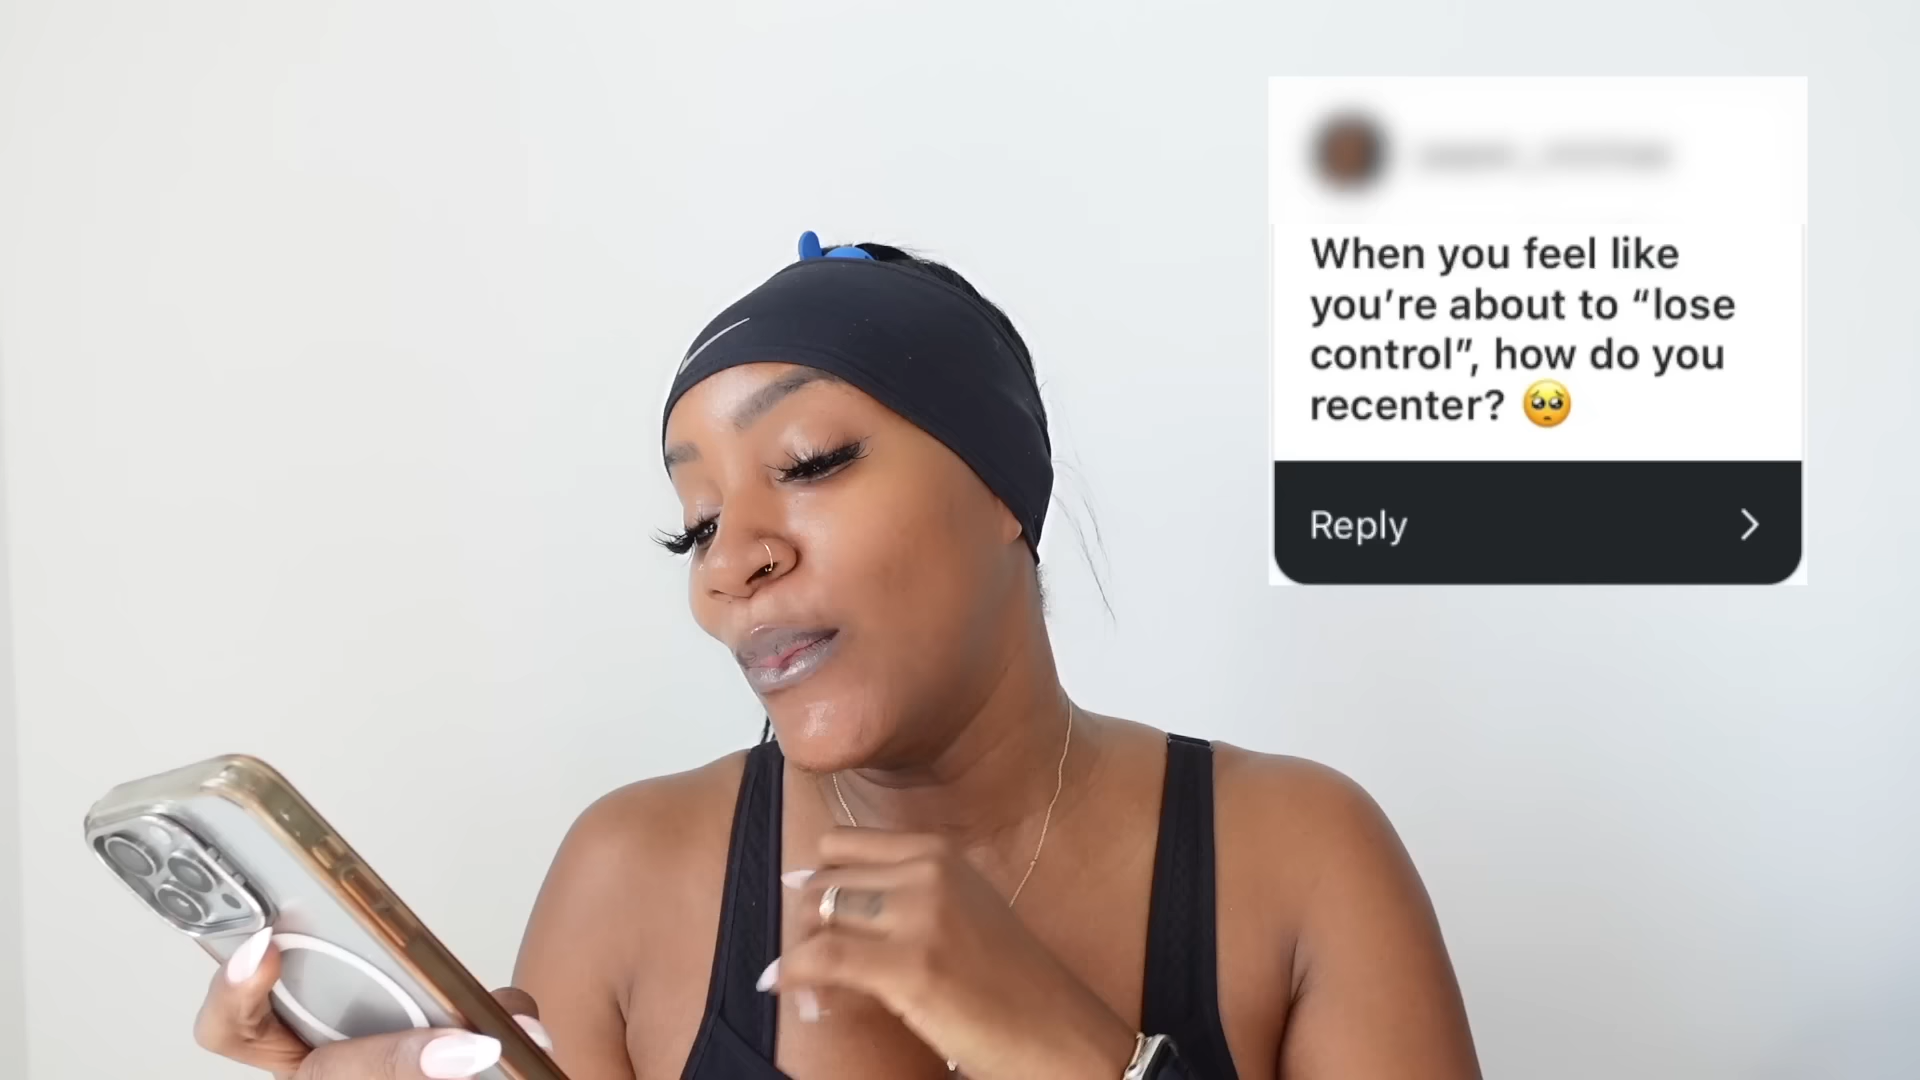 When you feel like
you’re about to “lose
control”, how do you
recenter? 🥺
Reply